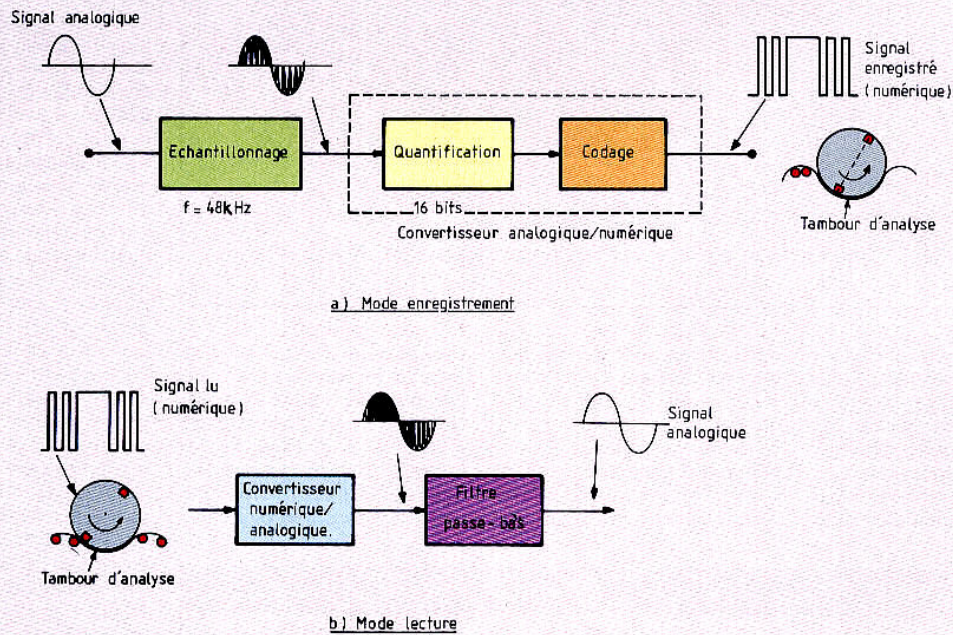 Signal analogique
Signal
enregistré
(numérique)
Echantillonnage
Quantification
Codage
f = 48kHz
16 bits
Convertisseur analogique/numérique
Tambour d'analyse
a) Mode enregistrement
Signal lu
(numérique)
Signal
analogique
Convertisseur
numérique/
analogique.
Filtre
passe-bas
Tambour d'analyse
b) Mode lecture